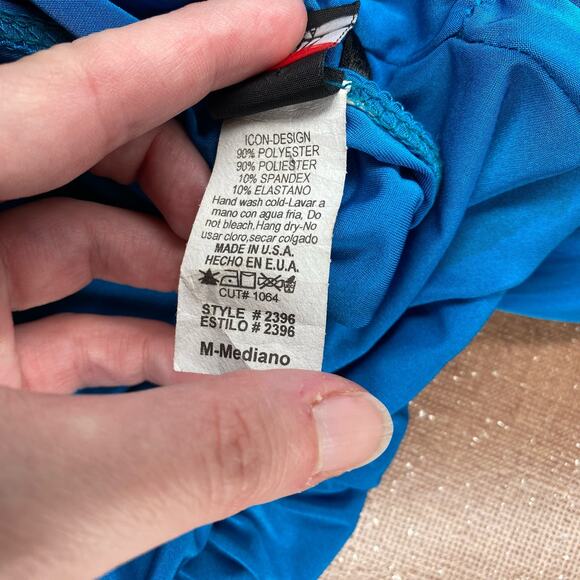 ICON-DESIGN
90% POLYESTER
90% POLIESTER
10% SPANDEX
10% ELASTANO
Hand wash cold-Lavar a
mano con agua fria, Do
not bleach,Hang dry-No
usar cloro,secar colgado
MADE IN U.S.A.
HECHO EN E.U.A.
CUT# 1064
STYLE # 2396
ESTILO # 2396
M-Mediano